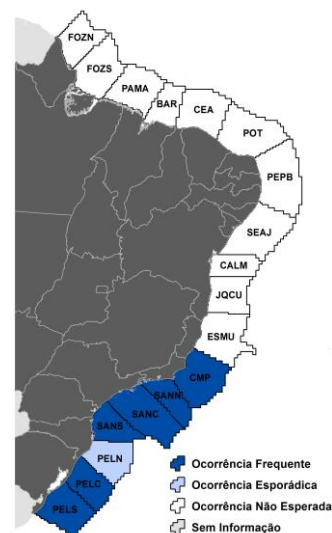 FOZN
FOZS
PAMA
BAR
CEA
POT
PEPB
SEAJ
CALM
JQCU
ESMU
CMP
SANN
SANC
SANS
PELN
PELC
PELS
Ocorrência Frequente
Ocorrência Esporádica
Ocorrência Não Esperada
Sem Informação